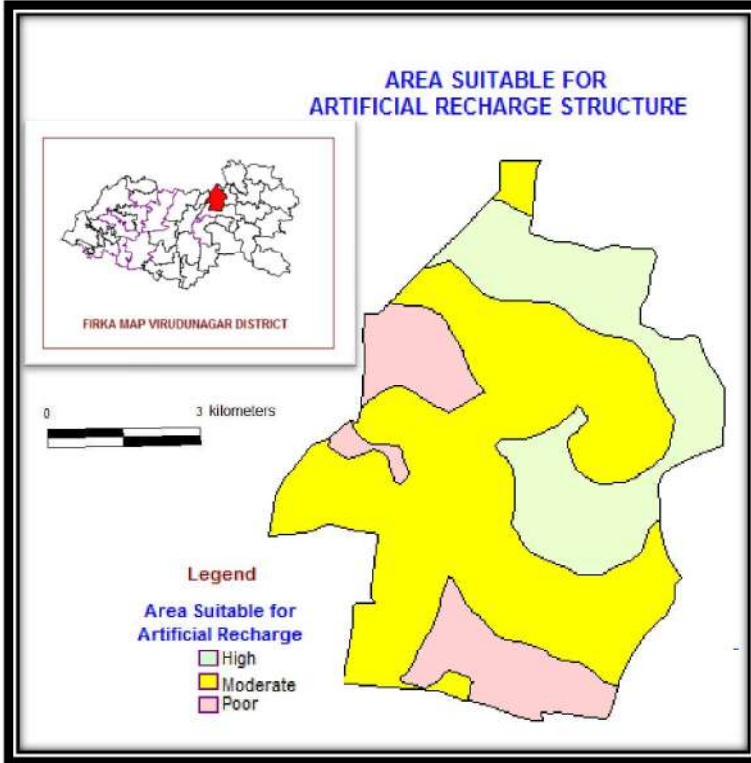 AREA SUITABLE FOR
ARTIFICIAL RECHARGE STRUCTURE
FIRKA MAP VIRUDUNAGAR DISTRICT
0 3 kilometers
Legend
Area Suitable for
Artificial Recharge
High
Moderate
Poor